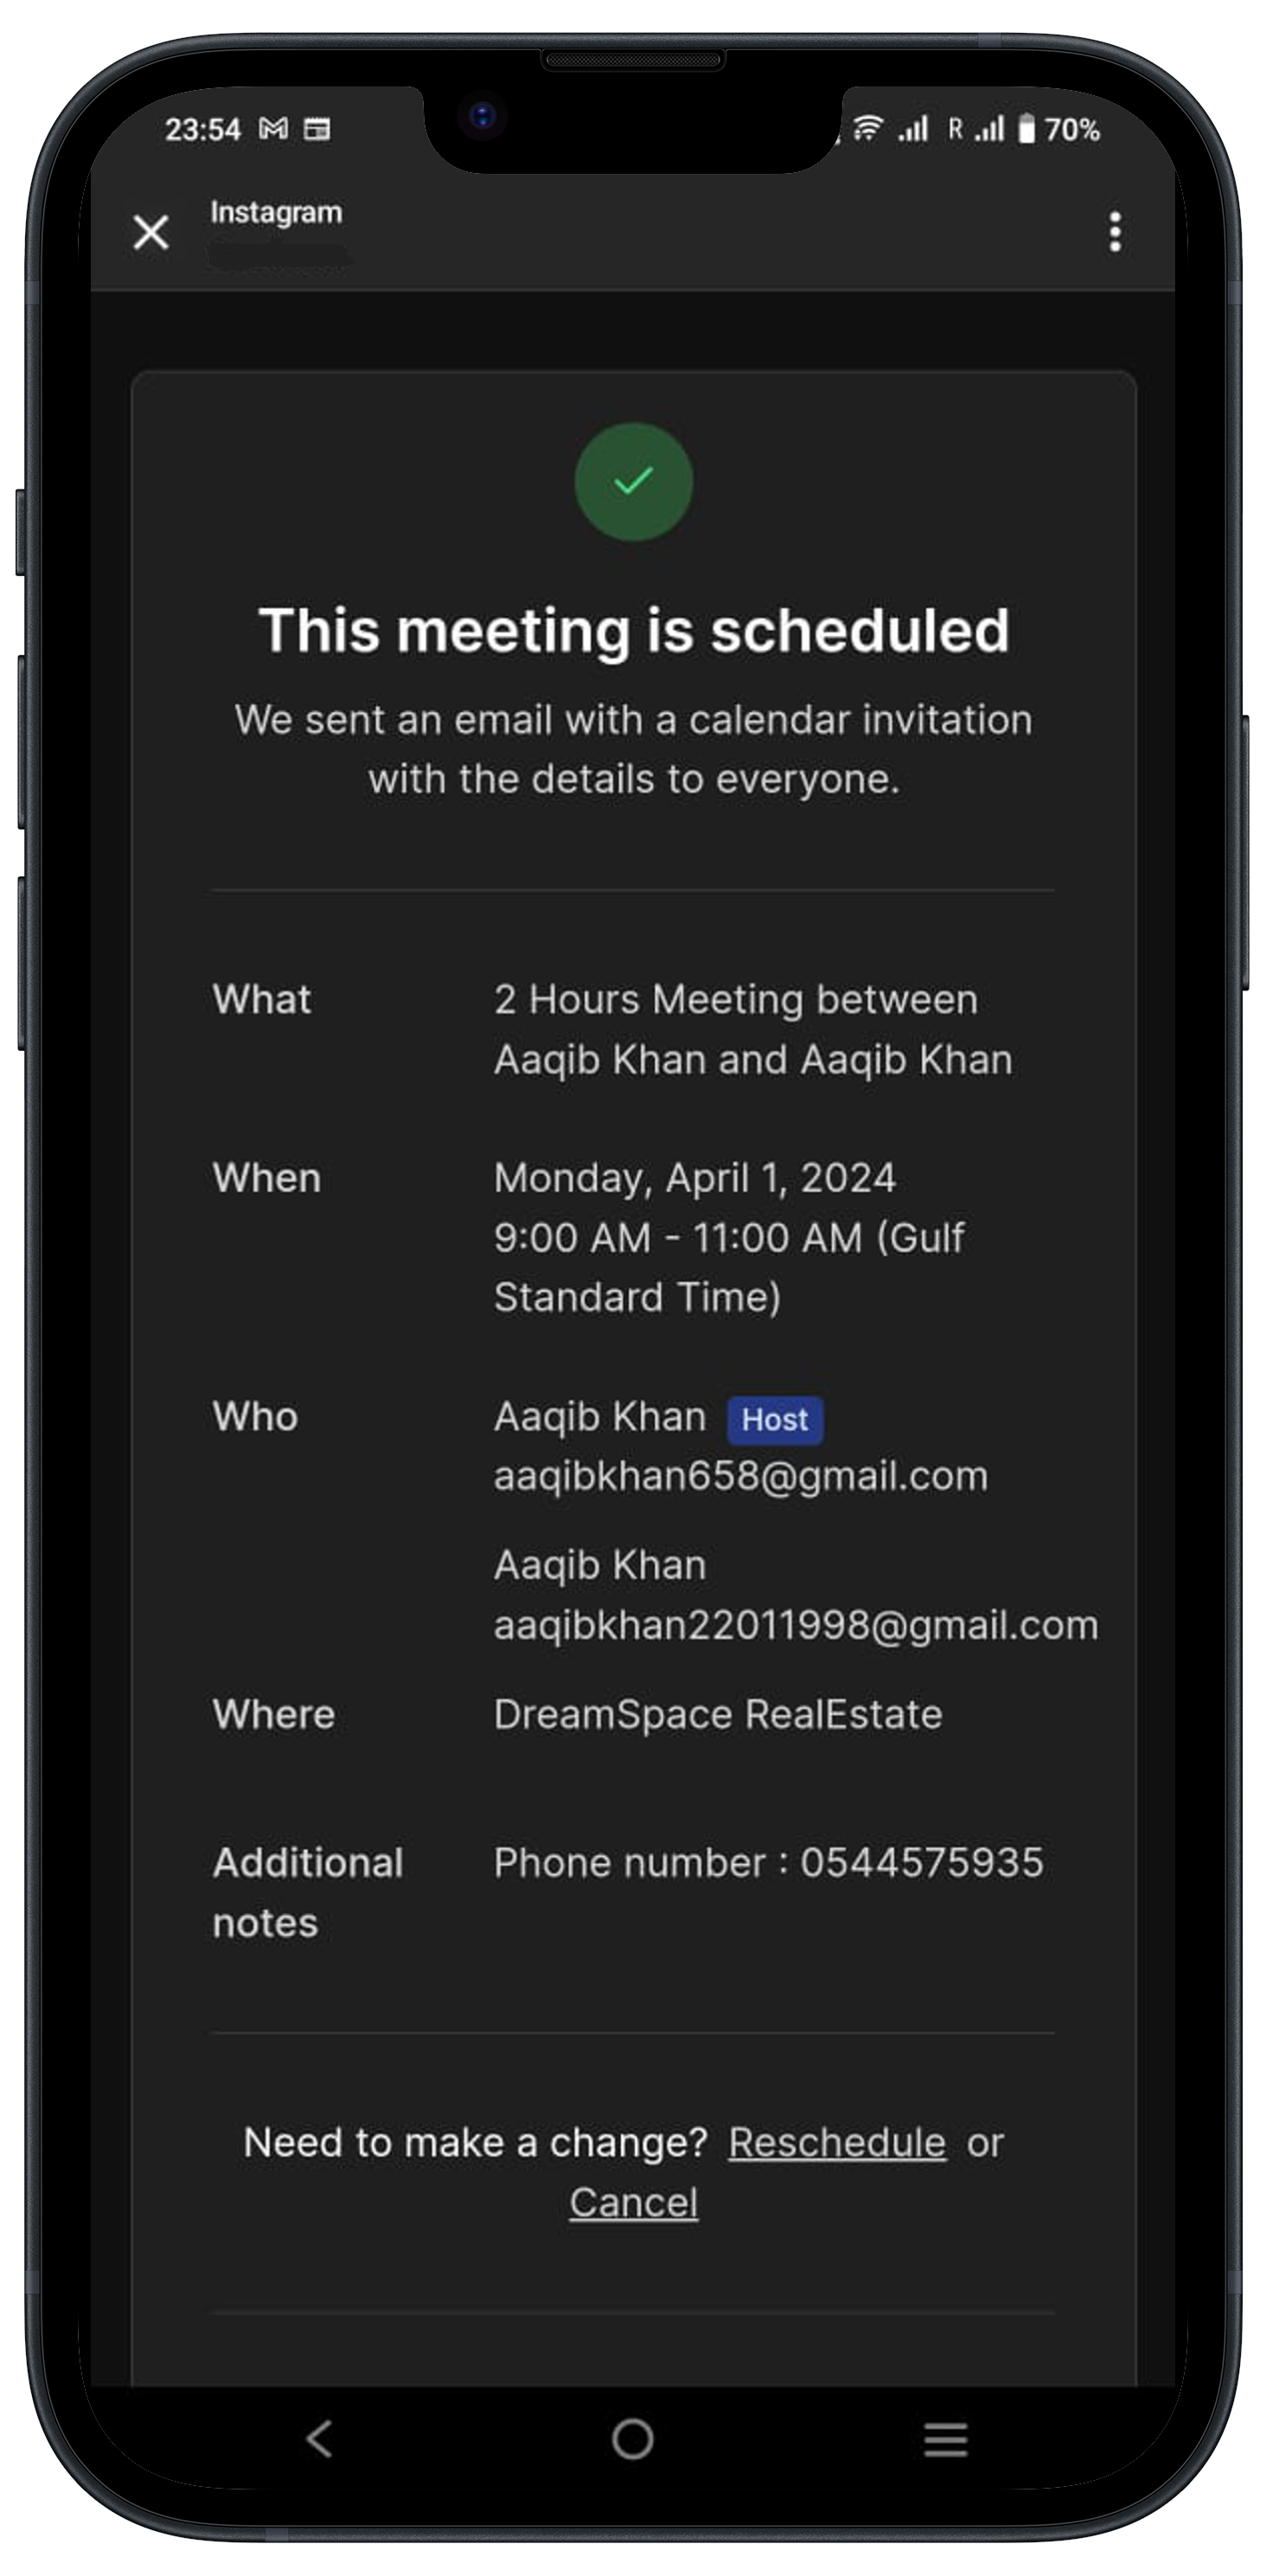 23:54
R 70%
Instagram
This meeting is scheduled
We sent an email with a calendar invitation
with the details to everyone.
What
2 Hours Meeting between
Aaqib Khan and Aaqib Khan
When
Monday, April 1, 2024
9:00 AM - 11:00 AM (Gulf
Standard Time)
Who
Aaqib Khan Host
aaqibkhan658@gmail.com
Aaqib Khan
aaqibkhan22011998@gmail.com
Where
DreamSpace RealEstate
Additional
notes
Phone number : 0544575935
Need to make a change? Reschedule or
Cancel